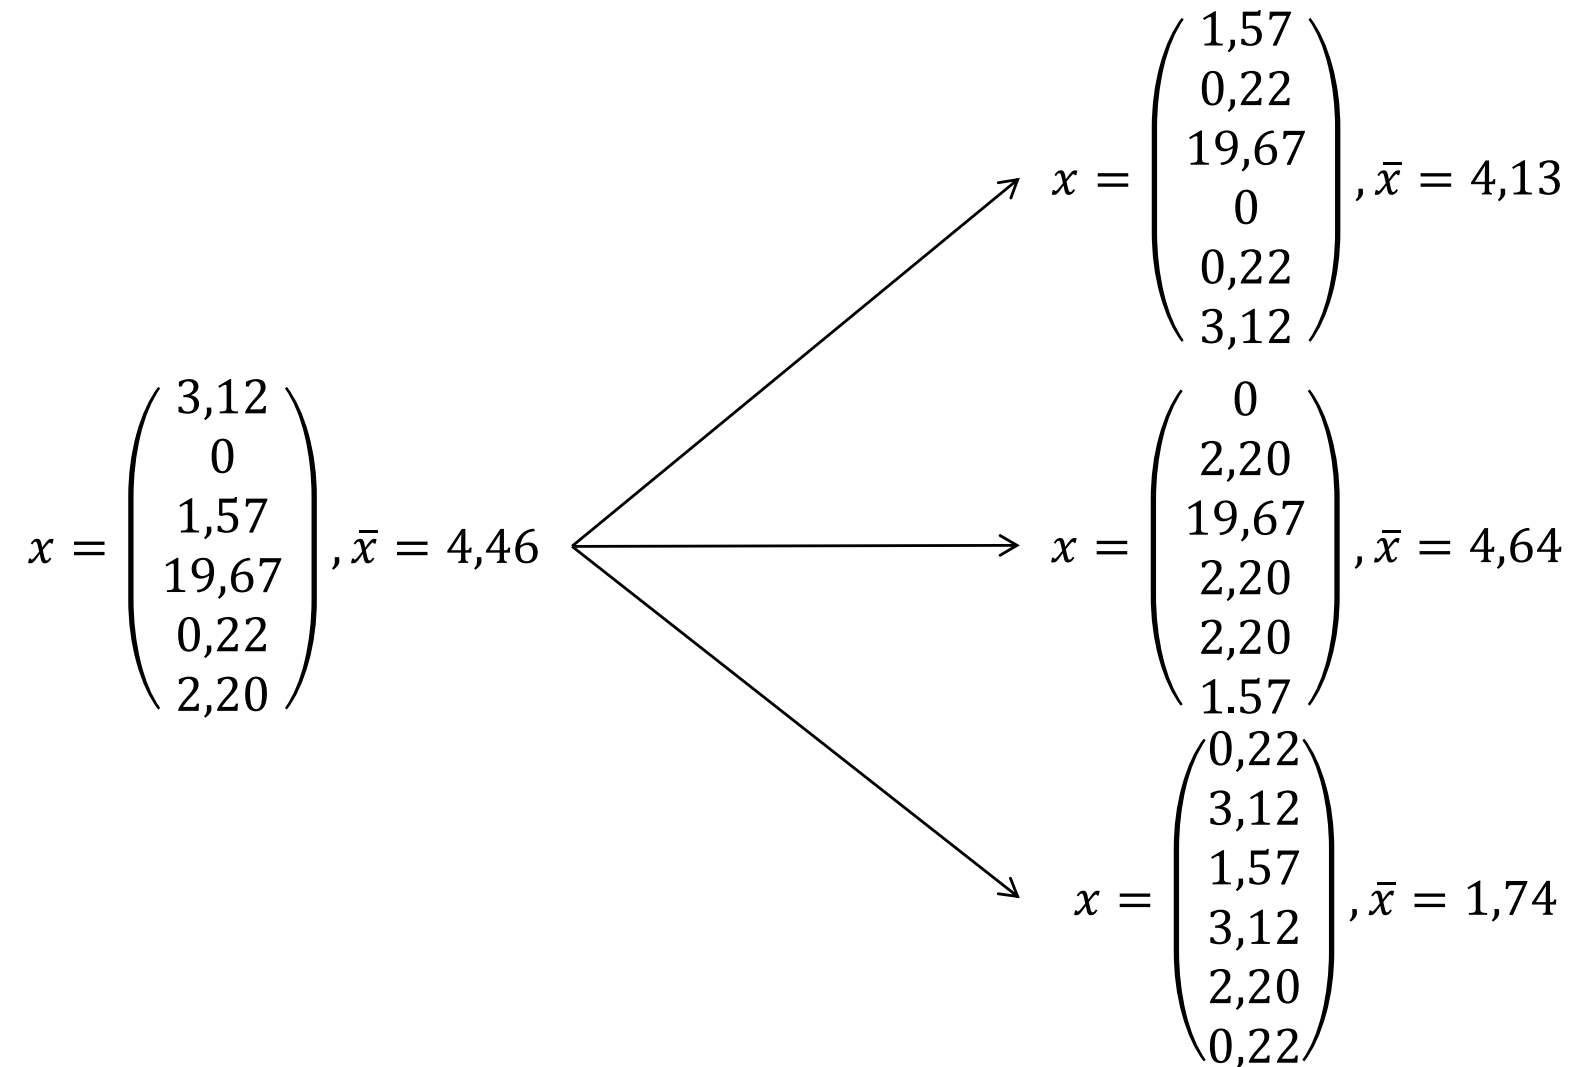 x = (3,12
0
1,57
19,67
0,22
2,20) , x̄ = 4,46
x = (1,57
0,22
19,67
0
0,22
3,12) , x̄ = 4,13
x = (0
2,20
19,67
2,20
2,20
1.57) , x̄ = 4,64
x = (0,22
3,12
1,57
3,12
2,20
0,22) , x̄ = 1,74